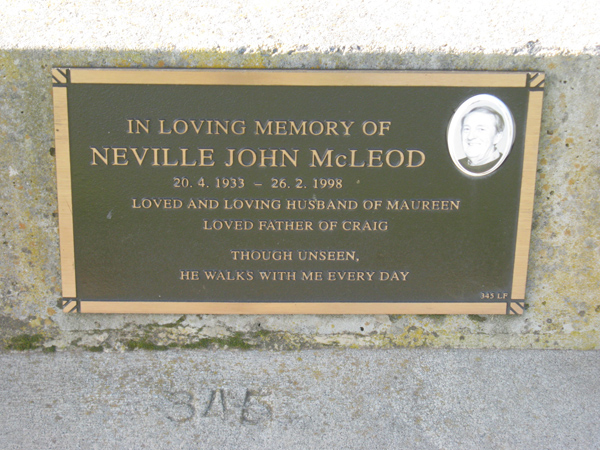 IN LOVING MEMORY OF
NEVILLE JOHN McLEOD
20. 4. 1933 – 26. 2. 1998
LOVED AND LOVING HUSBAND OF MAUREEN
LOVED FATHER OF CRAIG
THOUGH UNSEEN,
HE WALKS WITH ME EVERY DAY
345 LF
345